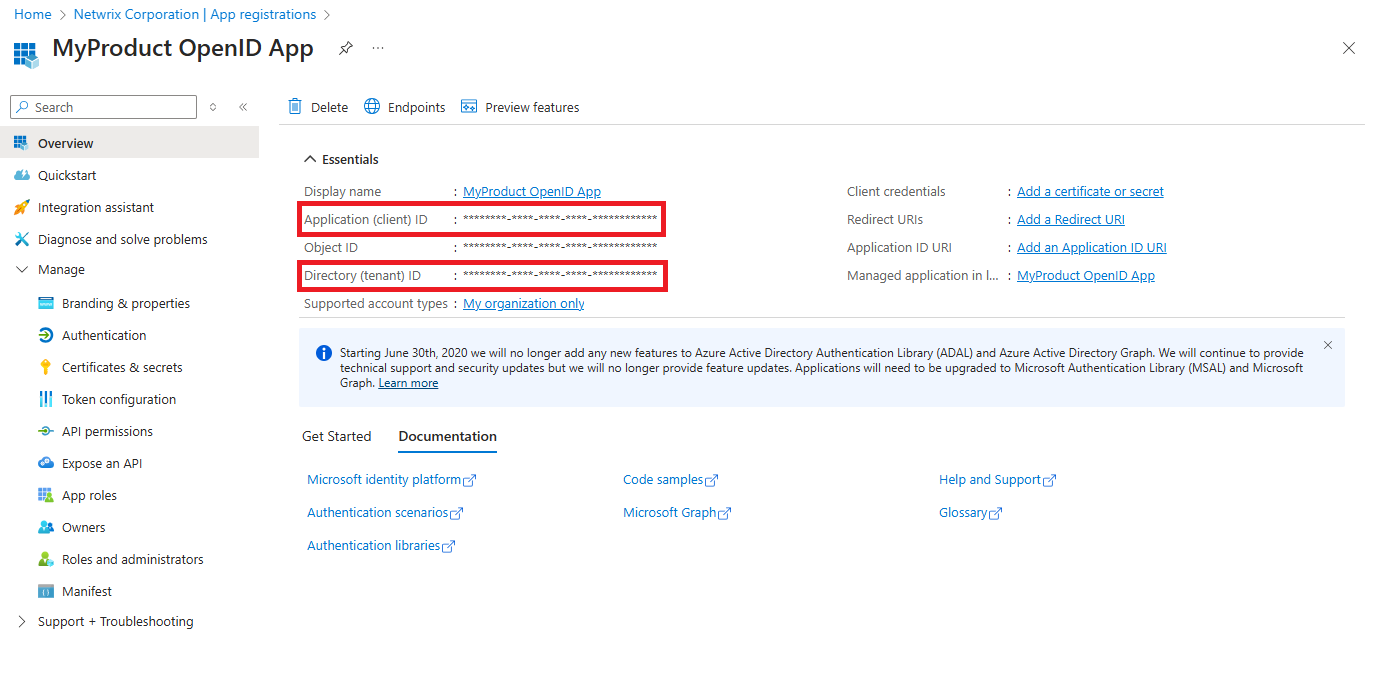 Home > Netwrix Corporation | App registrations >
MyProduct OpenID App
Search
Overview
Quickstart
Integration assistant
Diagnose and solve problems
Manage
Branding & properties
Authentication
Certificates & secrets
Token configuration
API permissions
Expose an API
App roles
Owners
Roles and administrators
Manifest
Support + Troubleshooting
Delete Endpoints Preview features
Essentials
Display name : MyProduct OpenID App
Application (client) ID : ********-****-****-****-************
Object ID : ********-****-****-****-************
Directory (tenant) ID : ********-****-****-****-************
Supported account types : My organization only
Client credentials : Add a certificate or secret
Redirect URIs : Add a Redirect URI
Application ID URI : Add an Application ID URI
Managed application in l... : MyProduct OpenID App
Starting June 30th, 2020 we will no longer add any new features to Azure Active Directory Authentication Library (ADAL) and Azure Active Directory Graph. We will continue to provide
technical support and security updates but we will no longer provide feature updates. Applications will need to be upgraded to Microsoft Authentication Library (MSAL) and Microsoft
Graph. Learn more
Get Started Documentation
Microsoft identity platform Code samples Help and Support
Authentication scenarios Microsoft Graph Glossary
Authentication libraries